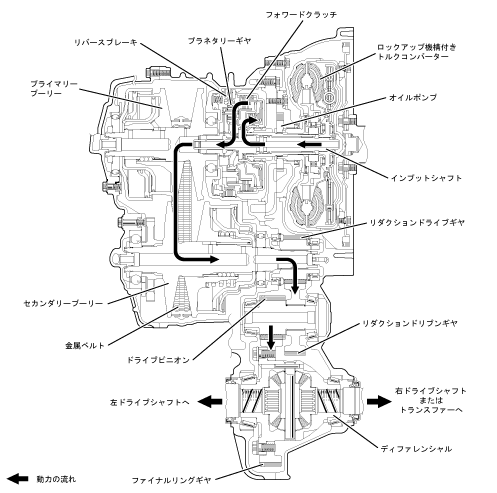 フォワードクラッチ
プラネタリーギヤ
リバースブレーキ
ロックアップ機構付き
トルクコンバーター
プライマリー
プーリー
オイルポンプ
インプットシャフト
リダクションドライブギヤ
セカンダリープーリー
金属ベルト
ドライブピニオン
リダクションドリブンギヤ
左ドライブシャフトへ
右ドライブシャフト
または
トランスファーへ
ディファレンシャル
ファイナルリングギヤ
動力の流れ